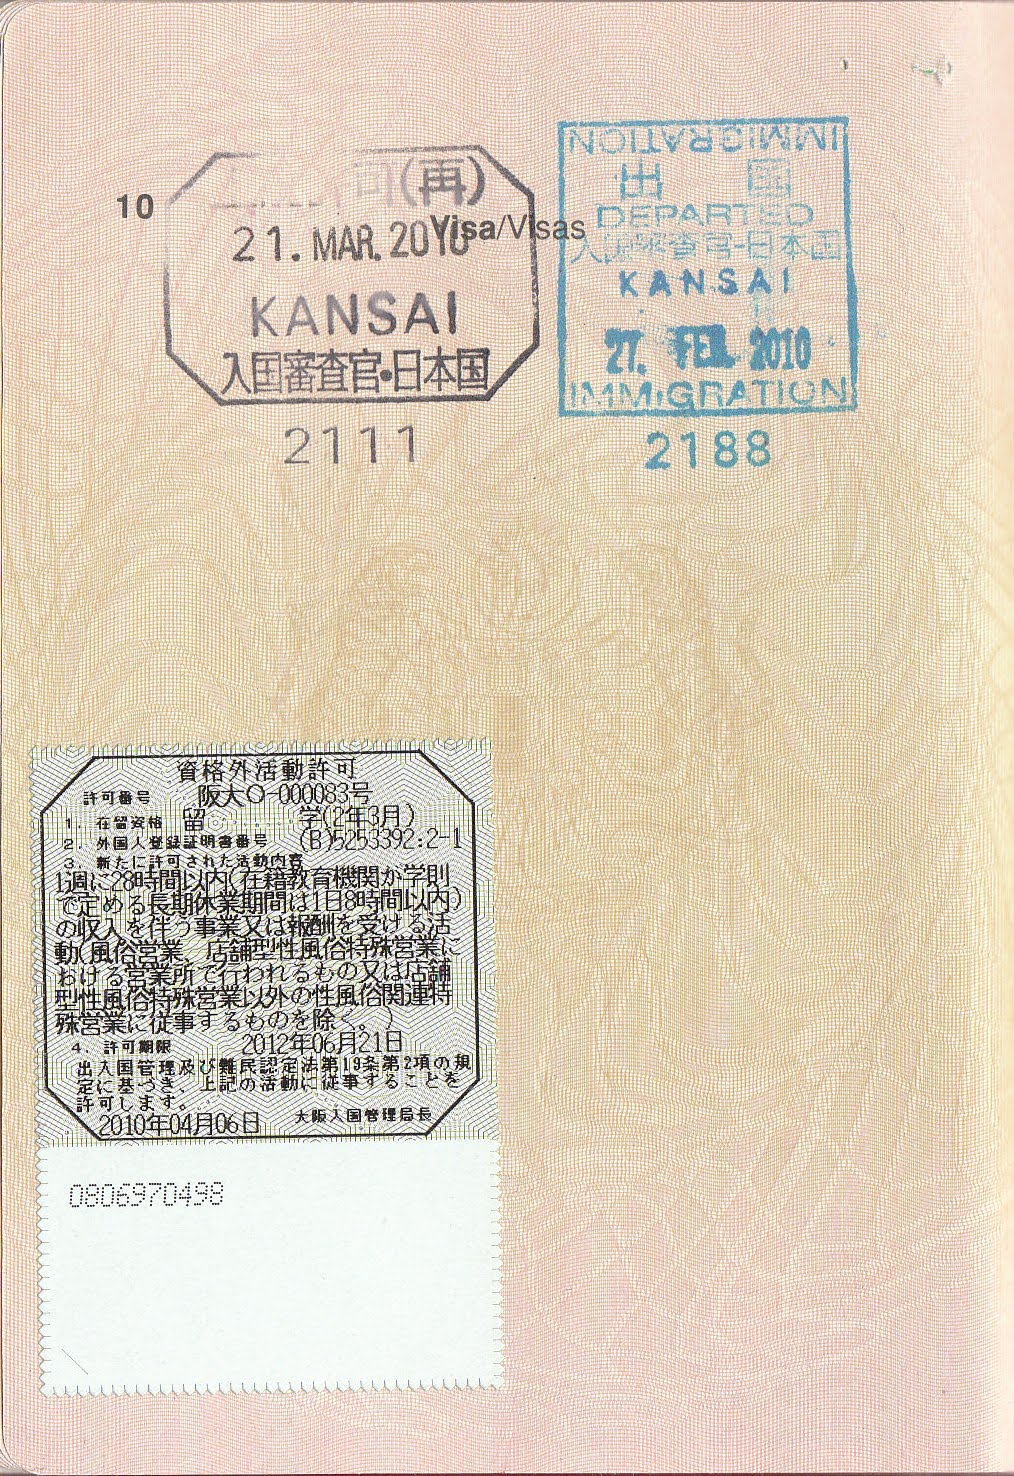 10
Visa/Visas
(再)
21. MAR. 2010
KANSAI
入国審査官・日本国
2111
IMMIGRATION
出 国
DEPARTED
入国審査官-日本国
KANSAI
27. FEB. 2010
IMMIGRATION
2188
資格外活動許可
許可番号 阪大O-000083号
1. 在留資格 留......学(2年3月)
2. 外国人登録証明書番号 (B)5253392:2-1
3. 新たに許可された活動内容
1週に28時間以内(在籍教育機関が学則
で定める長期休業期間は1日8時間以内)
の収入を伴う事業又は報酬を受ける活
動(風俗営業、店舗型性風俗特殊営業に
おける営業所で行われるもの又は店舗
型性風俗特殊営業以外の性風俗関連特
殊営業に従事するものを除く。)
4. 許可期限 2012年06月21日
出入国管理及び難民認定法第19条第2項の規
定に基づき、上記の活動に従事することを
許可します。
2010年04月06日 大阪入国管理局長
0806970498